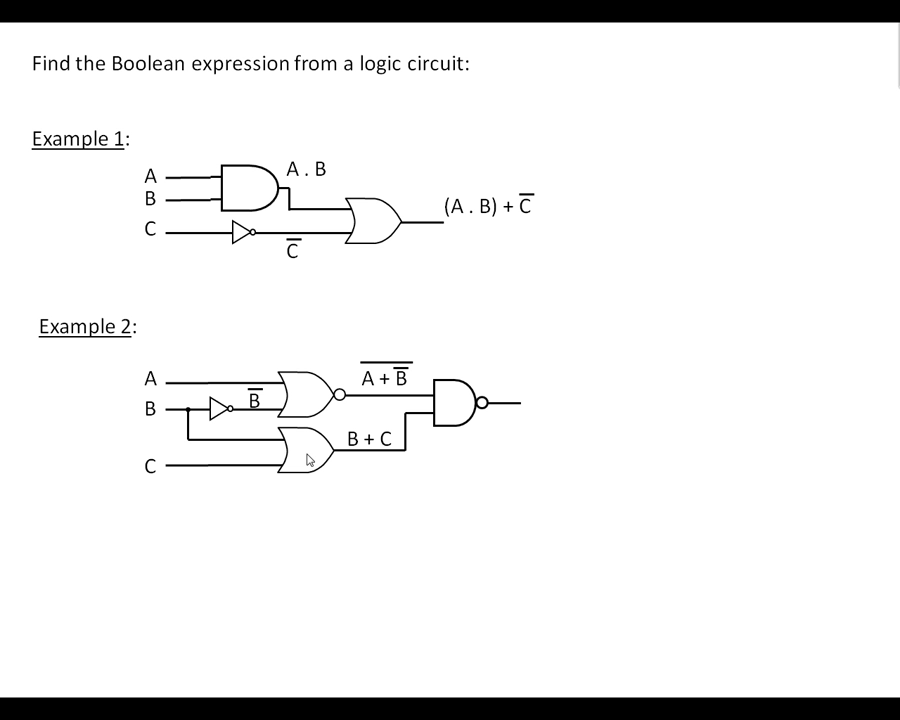 Find the Boolean expression from a logic circuit:
Example 1:
A
B
C
A . B
C̅
(A . B) + C̅
Example 2:
A
B
C
B̅
A̅ ̅+̅ ̅B̅̅
B + C